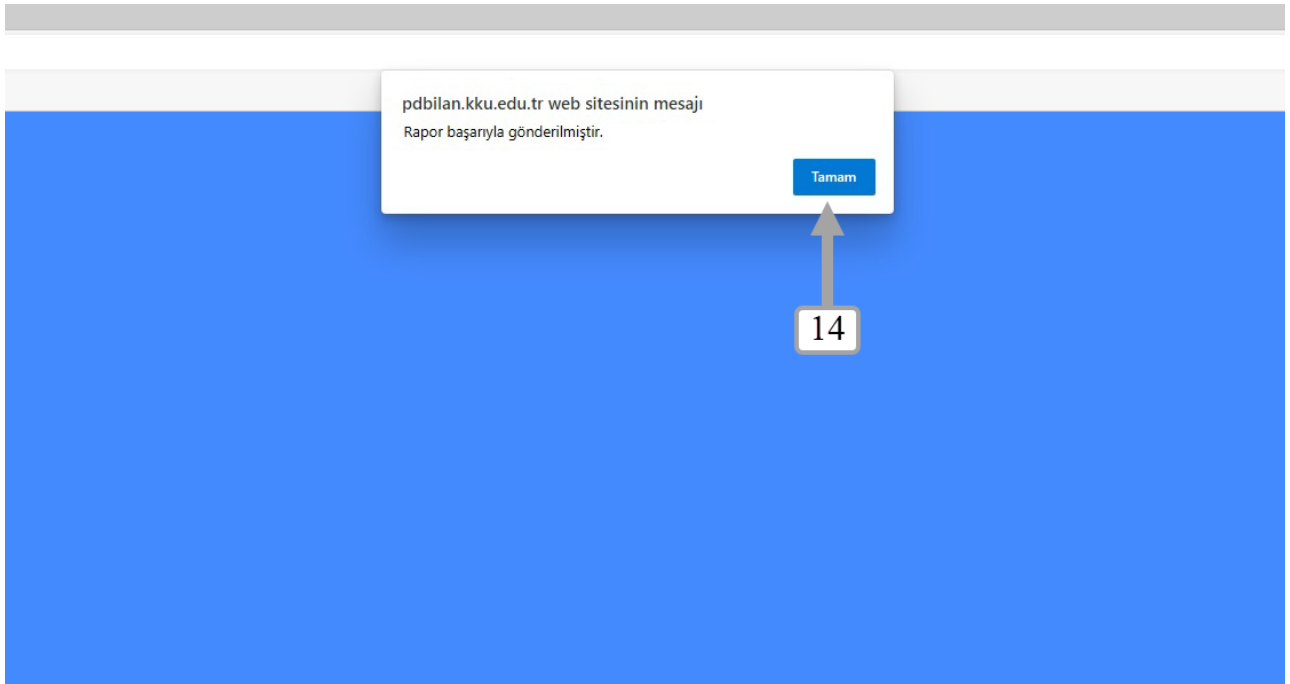 pdbilan.kku.edu.tr web sitesinin mesajı
Rapor başarıyla gönderilmiştir.
Tamam
14